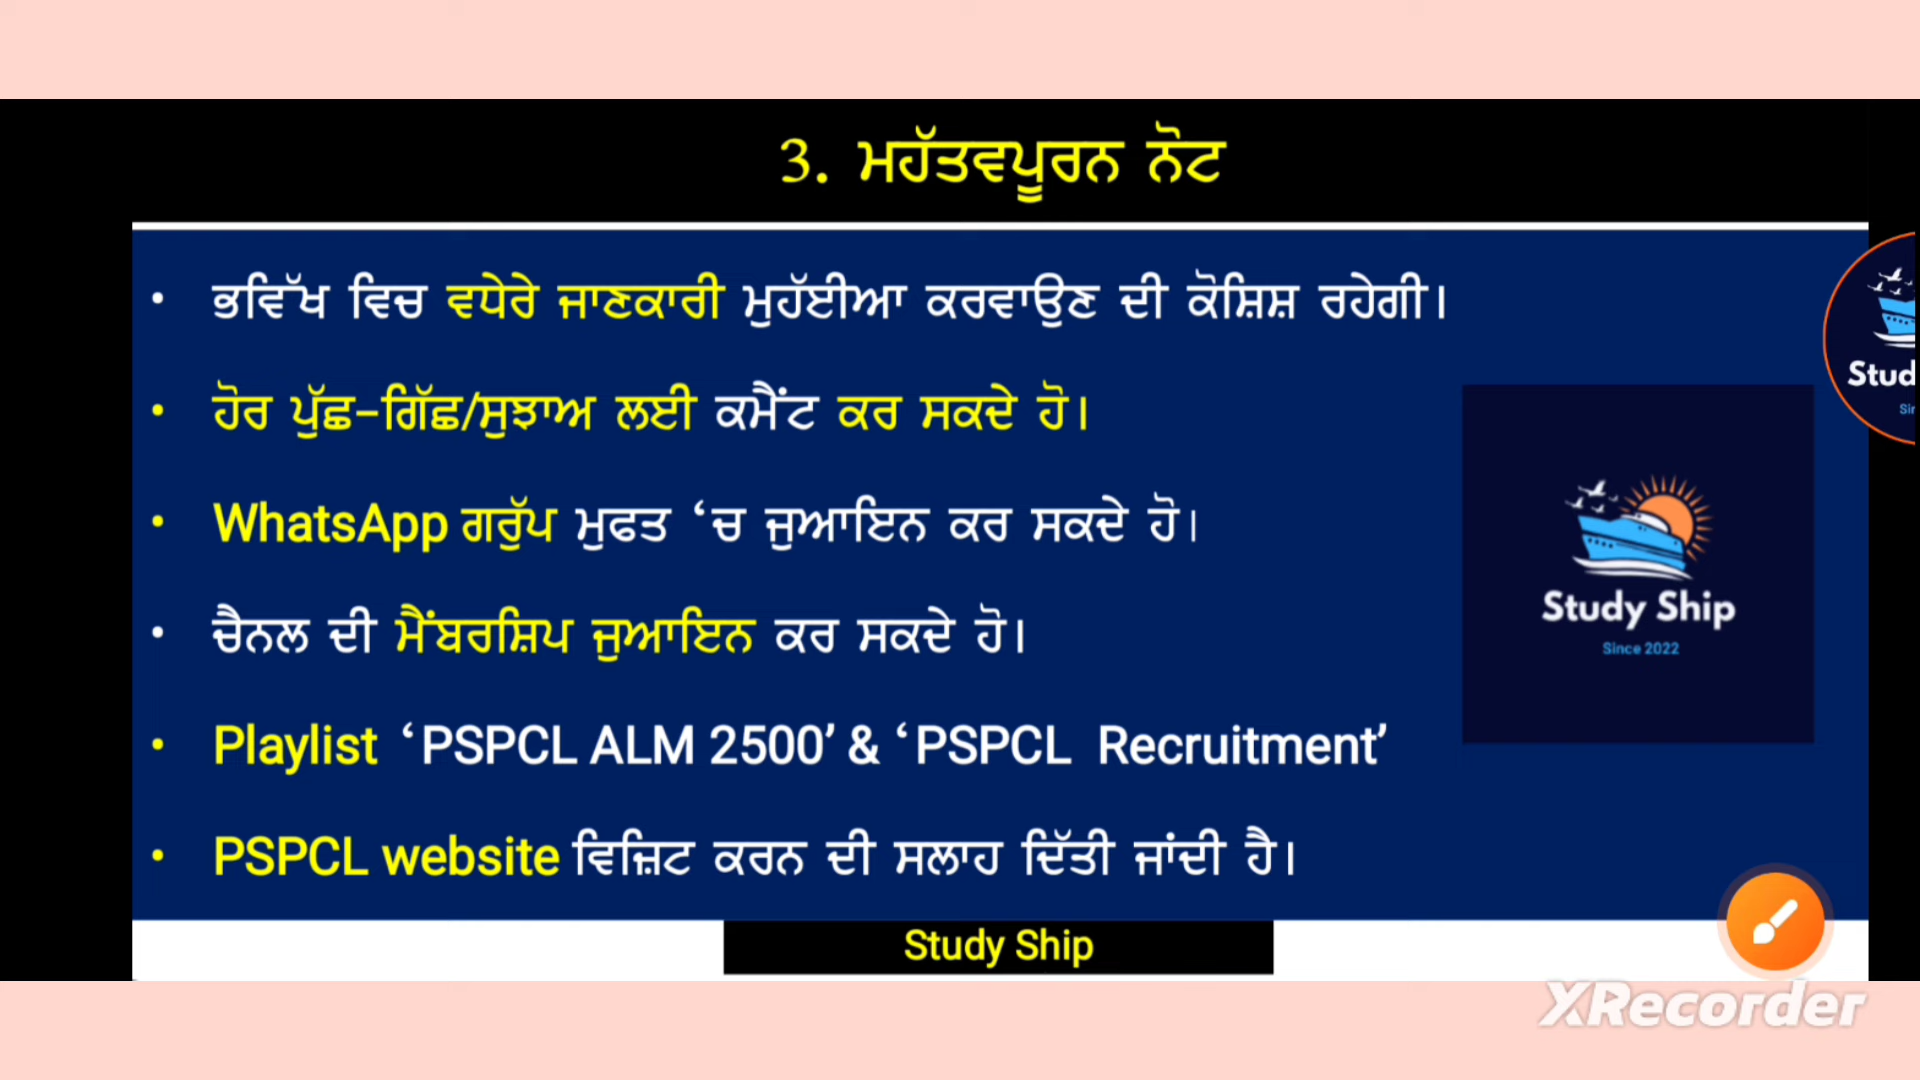 3. ਮਹੱਤਵਪੂਰਨ ਨੋਟ
• ਭਵਿੱਖ ਵਿਚ ਵਧੇਰੇ ਜਾਣਕਾਰੀ ਮੁਹੱਈਆ ਕਰਵਾਉਣ ਦੀ ਕੋਸ਼ਿਸ਼ ਰਹੇਗੀ।
• ਹੋਰ ਪੁੱਛ-ਗਿੱਛ/ਸੁਝਾਅ ਲਈ ਕਮੈਂਟ ਕਰ ਸਕਦੇ ਹੋ।
• WhatsApp ਗਰੁੱਪ ਮੁਫਤ ‘ਚ ਜੁਆਇਨ ਕਰ ਸਕਦੇ ਹੋ।
• ਚੈਨਲ ਦੀ ਮੈਂਬਰਸ਼ਿਪ ਜੁਆਇਨ ਕਰ ਸਕਦੇ ਹੋ।
• Playlist ‘PSPCL ALM 2500’ & ‘PSPCL Recruitment’
• PSPCL website ਵਿਜ਼ਿਟ ਕਰਨ ਦੀ ਸਲਾਹ ਦਿੱਤੀ ਜਾਂਦੀ ਹੈ।
Study Ship
Since 2022
Stud
Sin
Study Ship
XRecorder